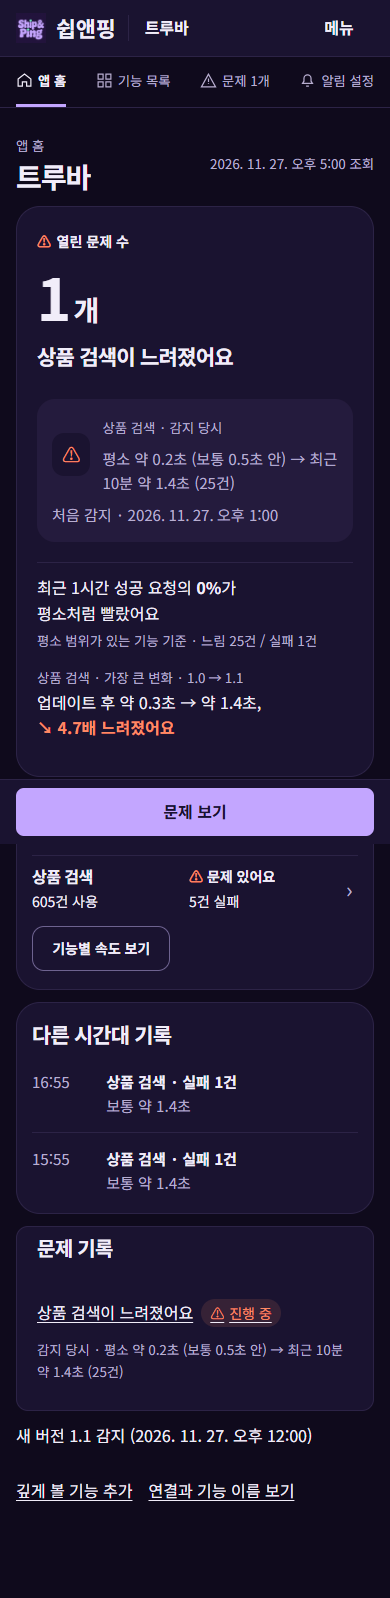 Ship&
Ping
쉽앤핑
트루바
메뉴
앱 홈
기능 목록
문제 1개
알림 설정
앱 홈
트루바
2026. 11. 27. 오후 5:00 조회
열린 문제 수
1개
상품 검색이 느려졌어요
상품 검색 · 감지 당시
평소 약 0.2초 (보통 0.5초 안) → 최근
10분 약 1.4초 (25건)
처음 감지 · 2026. 11. 27. 오후 1:00
최근 1시간 성공 요청의 0%가
평소처럼 빨랐어요
평소 범위가 있는 기능 기준 · 느림 25건 / 실패 1건
상품 검색 · 가장 큰 변화 · 1.0 → 1.1
업데이트 후 약 0.3초 → 약 1.4초,
↘ 4.7배 느려졌어요
문제 보기
상품 검색
문제 있어요
605건 사용
5건 실패
기능별 속도 보기
다른 시간대 기록
16:55
상품 검색 · 실패 1건
보통 약 1.4초
15:55
상품 검색 · 실패 1건
보통 약 1.4초
문제 기록
상품 검색이 느려졌어요
진행 중
감지 당시 · 평소 약 0.2초 (보통 0.5초 안) → 최근 10분
약 1.4초 (25건)
새 버전 1.1 감지 (2026. 11. 27. 오후 12:00)
깊게 볼 기능 추가
연결과 기능 이름 보기